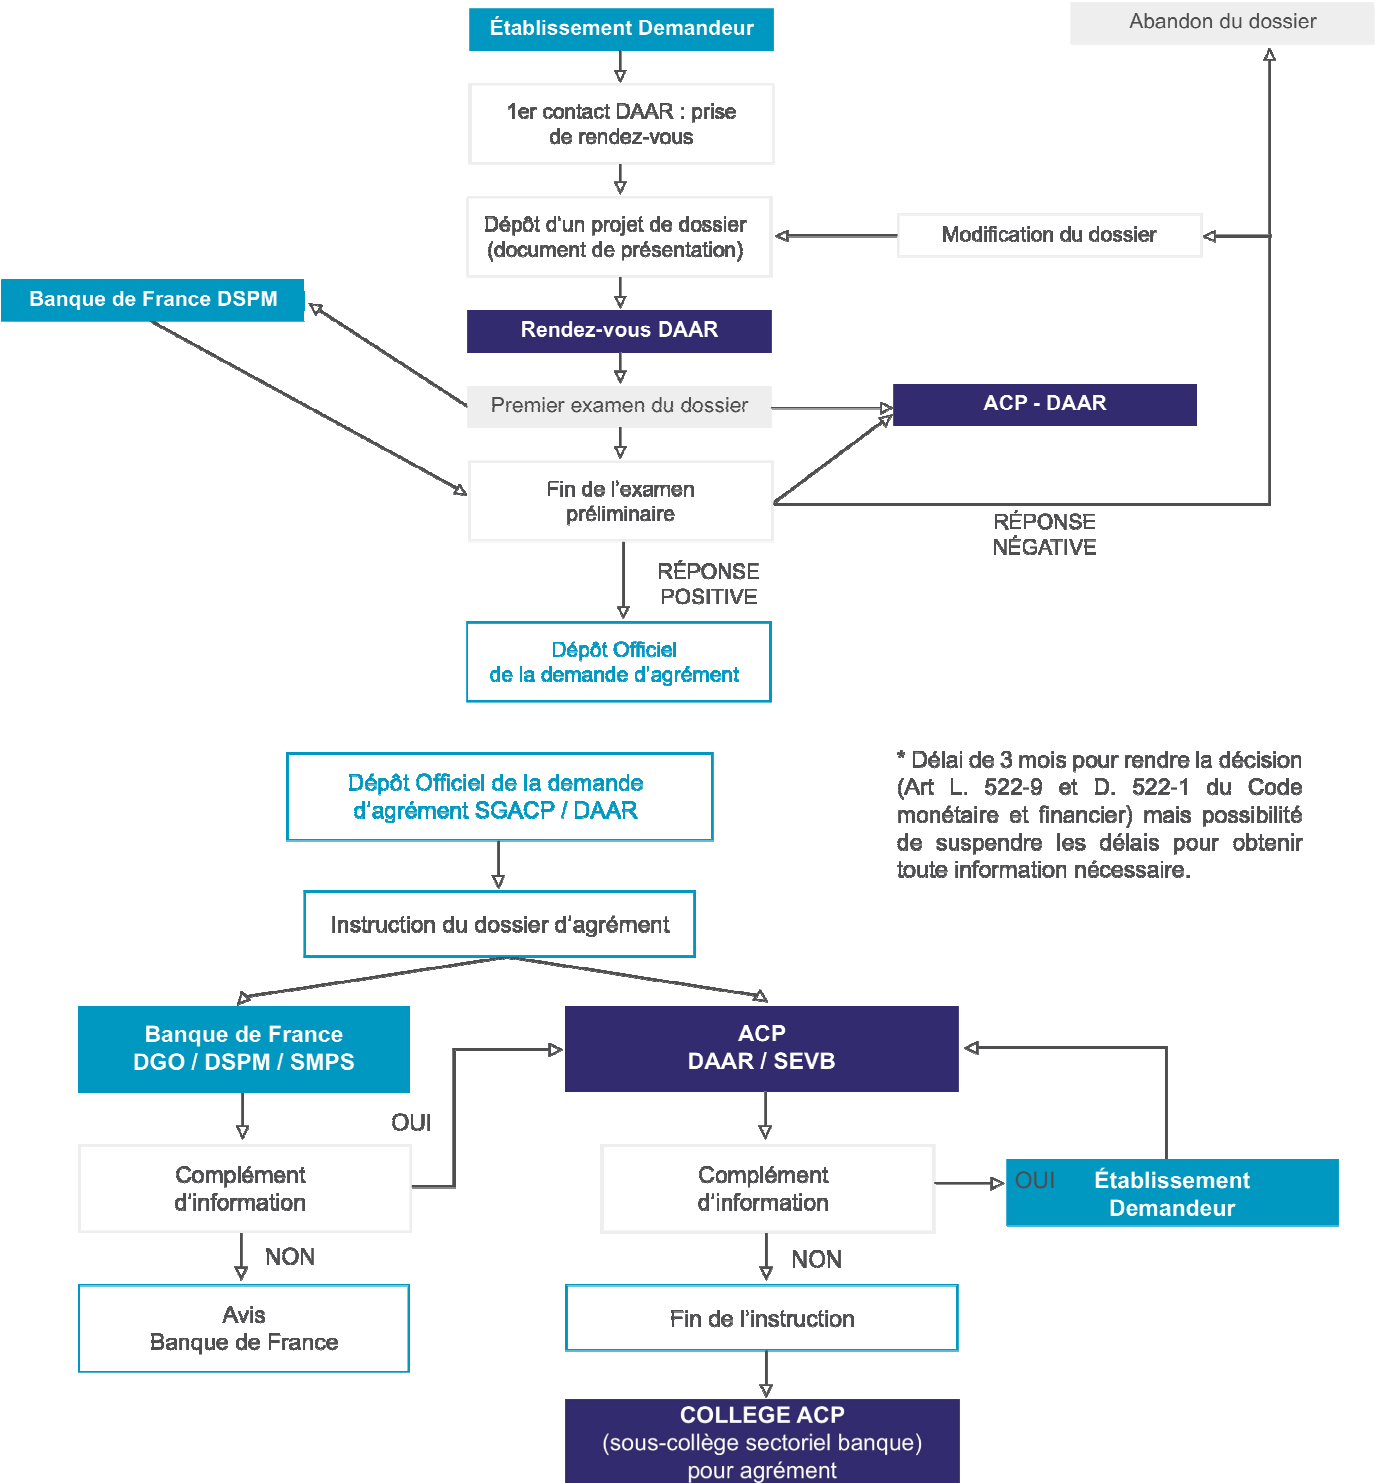 Établissement Demandeur
Abandon du dossier
1er contact DAAR : prise
de rendez-vous
Dépôt d'un projet de dossier
(document de présentation)
Modification du dossier
Banque de France DSPM
Rendez-vous DAAR
Premier examen du dossier
ACP - DAAR
Fin de l'examen
préliminaire
RÉPONSE
NÉGATIVE
RÉPONSE
POSITIVE
Dépôt Officiel
de la demande d'agrément
Dépôt Officiel de la demande
d'agrément SGACP / DAAR
* Délai de 3 mois pour rendre la décision
(Art L. 522-9 et D. 522-1 du Code
monétaire et financier) mais possibilité
de suspendre les délais pour obtenir
toute information nécessaire.
Instruction du dossier d'agrément
Banque de France
DGO / DSPM / SMPS
ACP
DAAR / SEVB
OUI
Complément
d'information
Complément
d'information
OUI
Établissement
Demandeur
NON
NON
Avis
Banque de France
Fin de l'instruction
COLLEGE ACP
(sous-collège sectoriel banque)
pour agrément